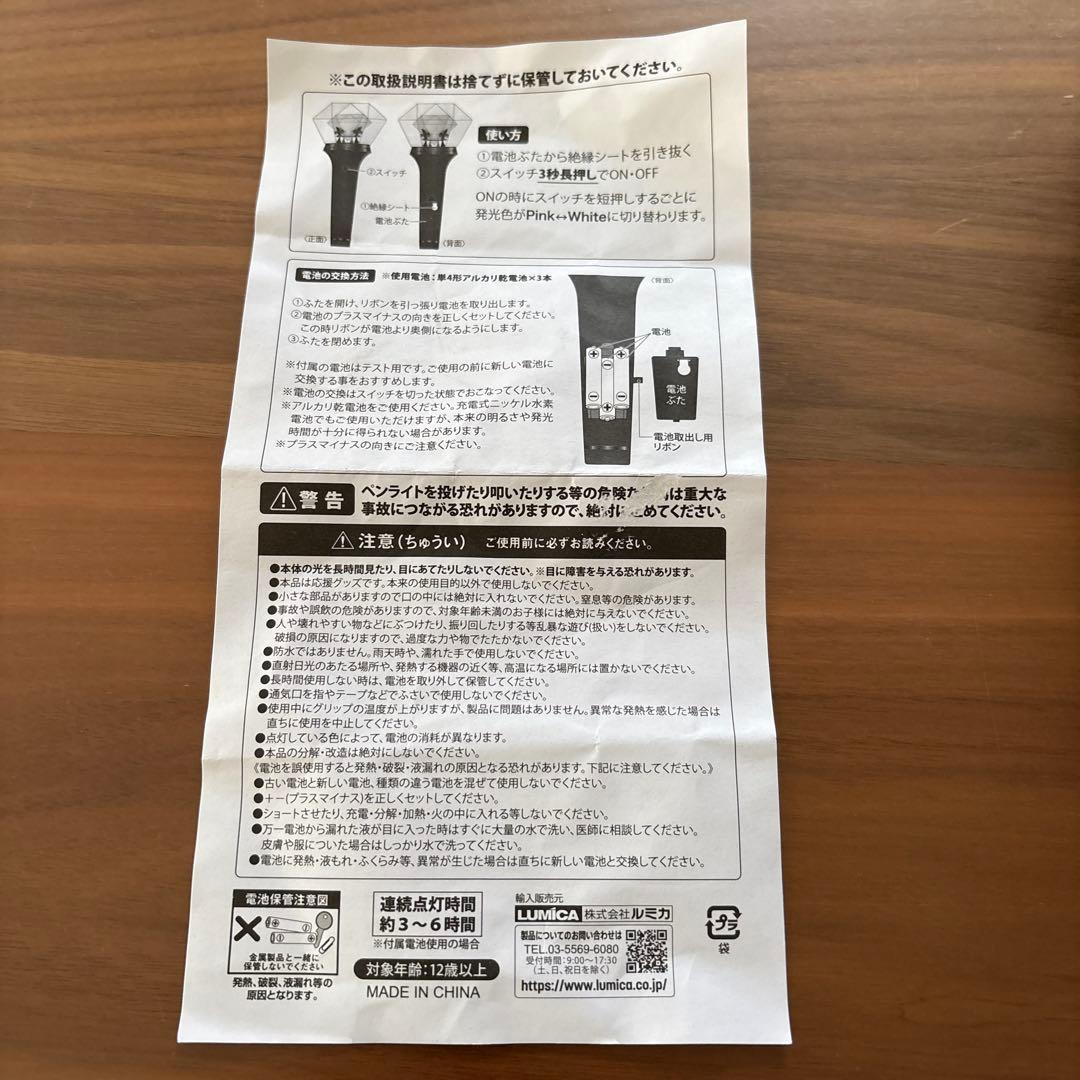 ※この取扱説明書は捨てずに保管しておいてください。
②スイッチ
①絶縁シート
電池ぶた
〈正面〉
〈背面〉
使い方
①電池ぶたから絶縁シートを引き抜く
②スイッチ3秒長押しでON・OFF
ONの時にスイッチを短押しするごとに
発光色がPink↔Whiteに切り替わります。
電池の交換方法 ※使用電池：単4形アルカリ乾電池×3本
①ふたを開け、リボンを引っ張り電池を取り出します。
②電池のプラスマイナスの向きを正しくセットしてください。
この時リボンが電池より奥側になるようにします。
③ふたを閉めます。
※付属の電池はテスト用です。ご使用の前に新しい電池に
交換する事をおすすめします。
※電池の交換はスイッチを切った状態でおこなってください。
※アルカリ乾電池をご使用ください。充電式ニッケル水素
電池でもご使用いただけますが、本来の明るさや発光
時間が十分に得られない場合があります。
※プラスマイナスの向きにご注意ください。
〈背面〉
電池
電池
ぶた
電池取出し用
リボン
警告 ペンライトを投げたり叩いたりする等の危険な は重大な
事故につながる恐れがありますので、絶対に めてください。
注意(ちゅうい) ご使用前に必ずお読みください。
●本体の光を長時間見たり、目にあてたりしないでください。※目に障害を与える恐れがあります。
●本品は応援グッズです。本来の使用目的以外で使用しないでください。
●小さな部品がありますので口の中には絶対に入れないでください。窒息等の危険があります。
●事故や誤飲の危険がありますので、対象年齢未満のお子様には絶対に与えないでください。
●人や壊れやすい物などにぶつけたり、振り回したりする等乱暴な遊び(扱い)をしないでください。
破損の原因になりますので、過度な力や物でたたかないでください。
●防水ではありません。雨天時や、濡れた手で使用しないでください。
●直射日光のあたる場所や、発熱する機器の近く等、高温になる場所には置かないでください。
●長時間使用しない時は、電池を取り外して保管してください。
●通気口を指やテープなどでふさいで使用しないでください。
●使用中にグリップの温度が上がりますが、製品に問題はありません。異常な発熱を感じた場合は
直ちに使用を中止してください。
●点灯している色によって、電池の消耗が異なります。
●本品の分解・改造は絶対にしないでください。
《電池を誤使用すると発熱・破裂・液漏れの原因となる恐れがあります。下記に注意してください。》
●古い電池と新しい電池、種類の違う電池を混ぜて使用しないでください。
●＋－(プラスマイナス)を正しくセットしてください。
●ショートさせたり、充電・分解・加熱・火の中に入れる等しないでください。
●万一電池から漏れた液が目に入った時はすぐに大量の水で洗い、医師に相談してください。
皮膚や服についた場合はしっかり水で洗ってください。
●電池に発熱・液もれ・ふくらみ等、異常が生じた場合は直ちに新しい電池と交換してください。
電池保管注意図
金属製品と一緒に
保管しないでください
発熱、破裂、液漏れ等の
原因となります。
連続点灯時間
約3～6時間
※付属電池使用の場合
対象年齢：12歳以上
MADE IN CHINA
輸入販売元
LUMICA 株式会社ルミカ
製品についてのお問い合わせは
TEL.03-5569-6080
受付時間：9:00～17:30
(土、日、祝日を除く)
https://www.lumica.co.jp/
プラ
袋